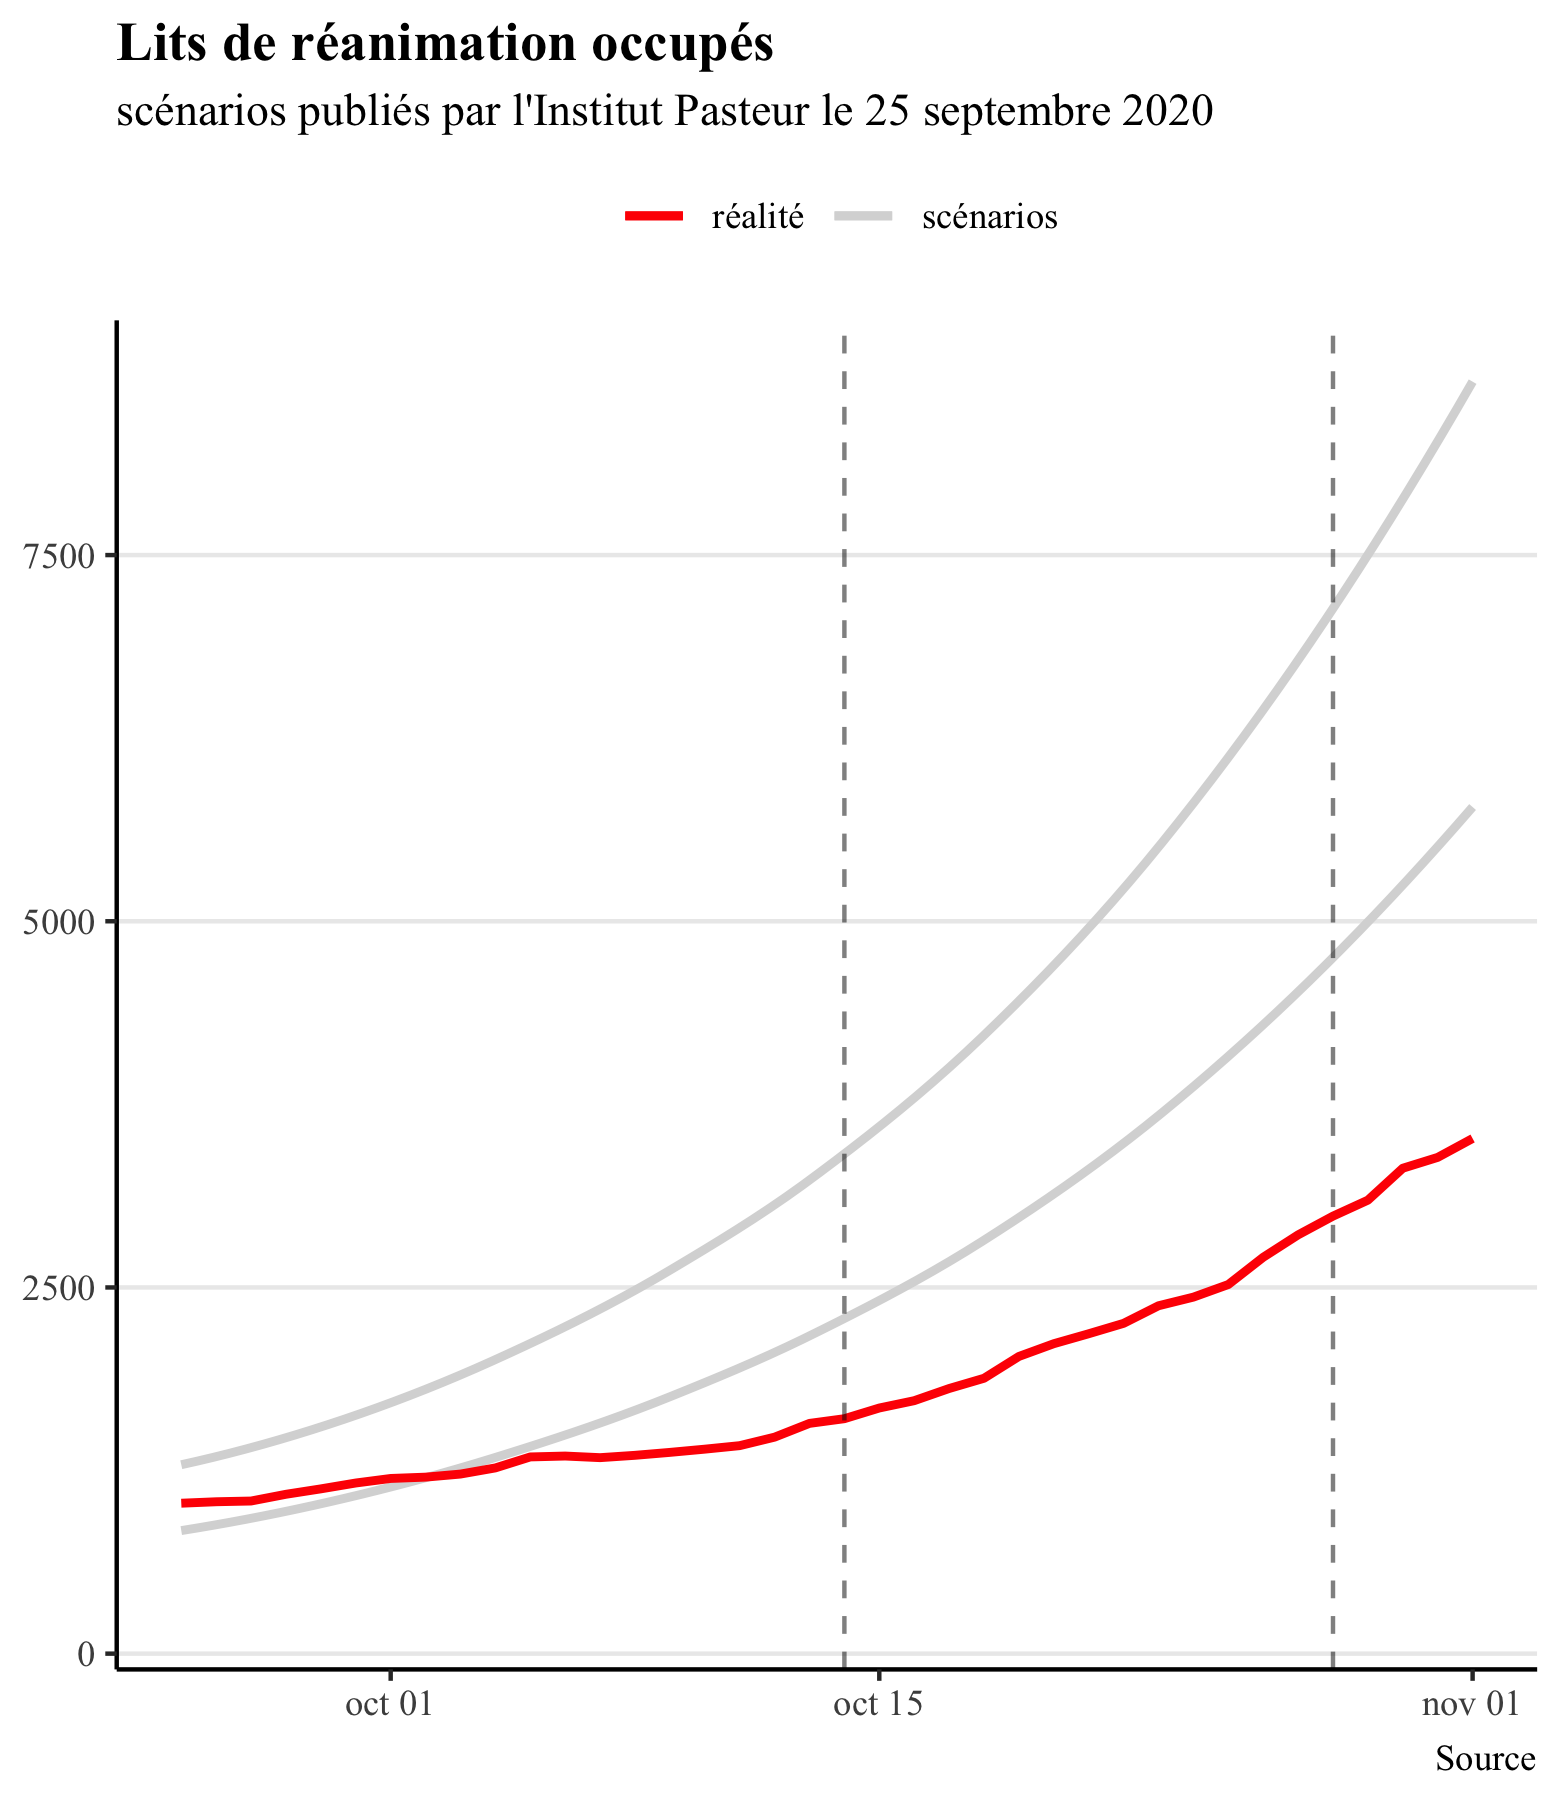 Lits de réanimation occupés
scénarios publiés par l'Institut Pasteur le 25 septembre 2020
réalité scénarios
7500
5000
2500
0
oct 01 oct 15 nov 01
Source